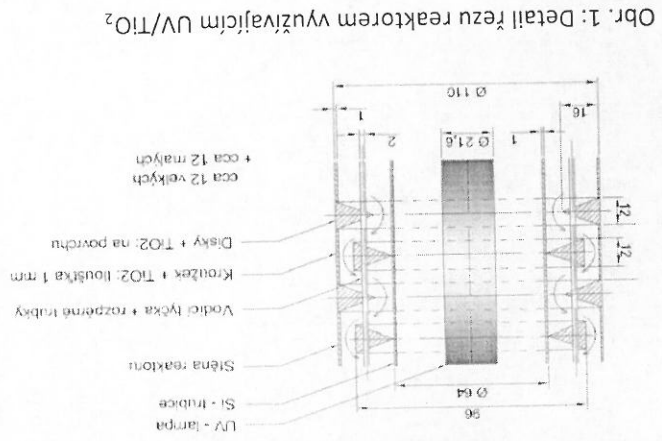 UV - lampa
Si - trubice
Stěna reaktoru
Vodicí tyčka + rozpěrné trubky
Kroužek + TiO2: tloušťka 1 mm
Disky + TiO2: na povrchu
cca 12 velkých
+ cca 12 malých
96
Ø 64
12
12
16
1
Ø 21,6
2
1
Ø 110
Obr. 1: Detail řezu reaktorem využívajícím UV/TiO₂